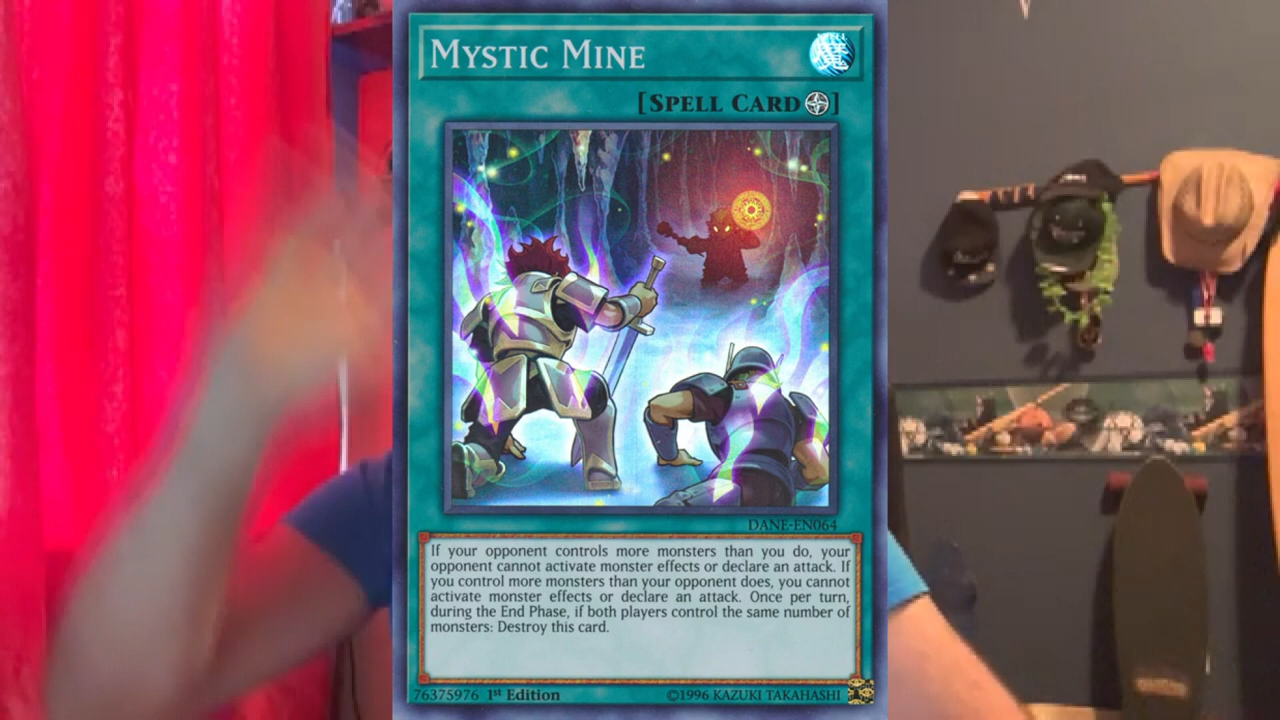 MYSTIC MINE
魔
[SPELL CARD]
DANE-EN064
If your opponent controls more monsters than you do, your
opponent cannot activate monster effects or declare an attack. If
you control more monsters than your opponent does, you cannot
activate monster effects or declare an attack. Once per turn,
during the End Phase, if both players control the same number of
monsters: Destroy this card.
76375976 1st Edition ©1996 KAZUKI TAKAHASHI